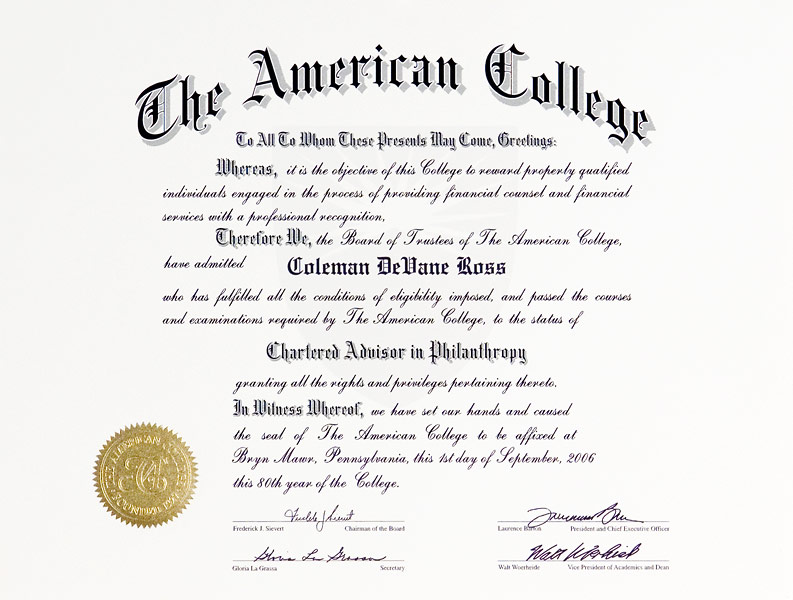 The American College
To All To Whom These Presents May Come, Greetings:
Whereas, it is the objective of this College to reward properly qualified
individuals engaged in the process of providing financial counsel and financial
services with a professional recognition,
Therefore We, the Board of Trustees of The American College,
have admitted Coleman DeVane Ross
who has fulfilled all the conditions of eligibility imposed, and passed the courses
and examinations required by The American College, to the status of
Chartered Advisor in Philanthropy
granting all the rights and privileges pertaining thereto.
In Witness Whereof, we have set our hands and caused
the seal of The American College to be affixed at
Bryn Mawr, Pennsylvania, this 1st day of September, 2006
this 80th year of the College.
Frederick J. Sievert Chairman of the Board
Laurence Barton President and Chief Executive Officer
Gloria La Grassa
Gloria La Grassa Secretary
Walt Woerheide
Walt Woerheide Vice President of Academics and Dean